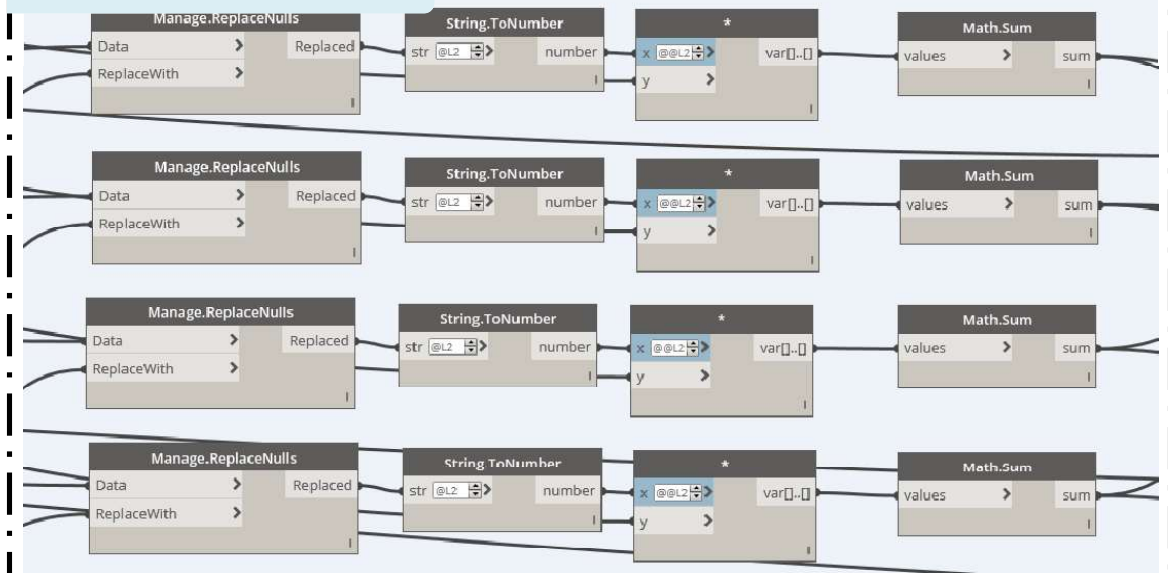 Manage.ReplaceNulls String.ToNumber * Math.Sum
Data > Replaced str @L2 > number x @@L2 > var[]..[] values > sum
ReplaceWith > l y > l
l l
Manage.ReplaceNulls String.ToNumber * Math.Sum
Data > Replaced str @L2 > number x @@L2 > var[]..[] values > sum
ReplaceWith > l y > l
l l
Manage.ReplaceNulls String.ToNumber * Math.Sum
Data > Replaced str @L2 > number x @@L2 > var[]..[] values > sum
ReplaceWith > l y > l
l l
Manage.ReplaceNulls String.ToNumber * Math.Sum
Data > Replaced str @L2 > number x @@L2 > var[]..[] values > sum
ReplaceWith > l y > l
l l